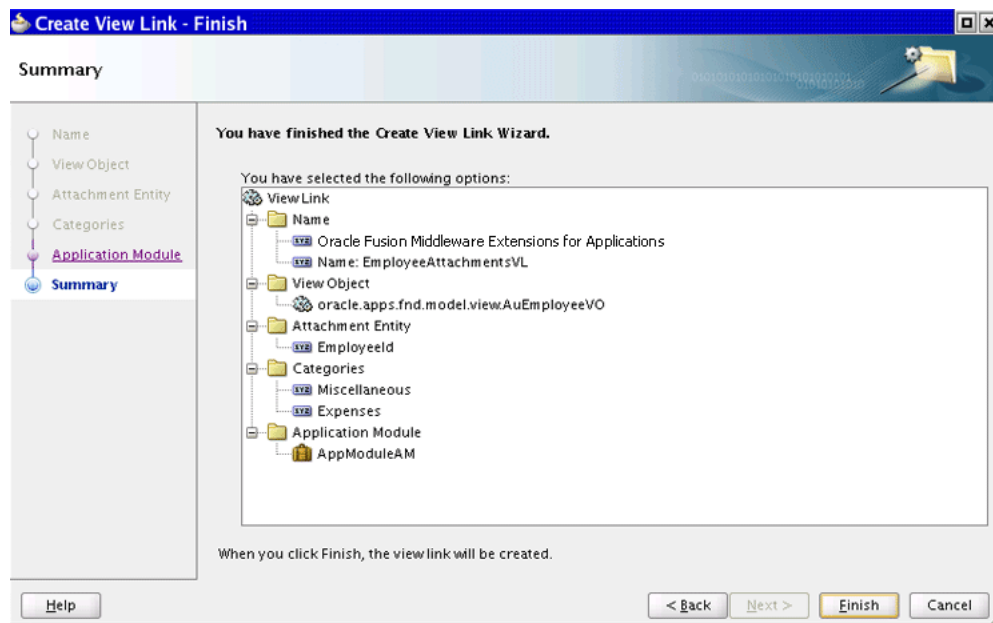 Create View Link - Finish
Summary
Name
View Object
Attachment Entity
Categories
Application Module
Summary
You have finished the Create View Link Wizard.
You have selected the following options:
View Link
Name
Oracle Fusion Middleware Extensions for Applications
Name: EmployeeAttachmentsVL
View Object
oracle.apps.fnd.model.view.AuEmployeeVO
Attachment Entity
EmployeeId
Categories
Miscellaneous
Expenses
Application Module
AppModuleAM
When you click Finish, the view link will be created.
Help
< Back
Next >
Finish
Cancel